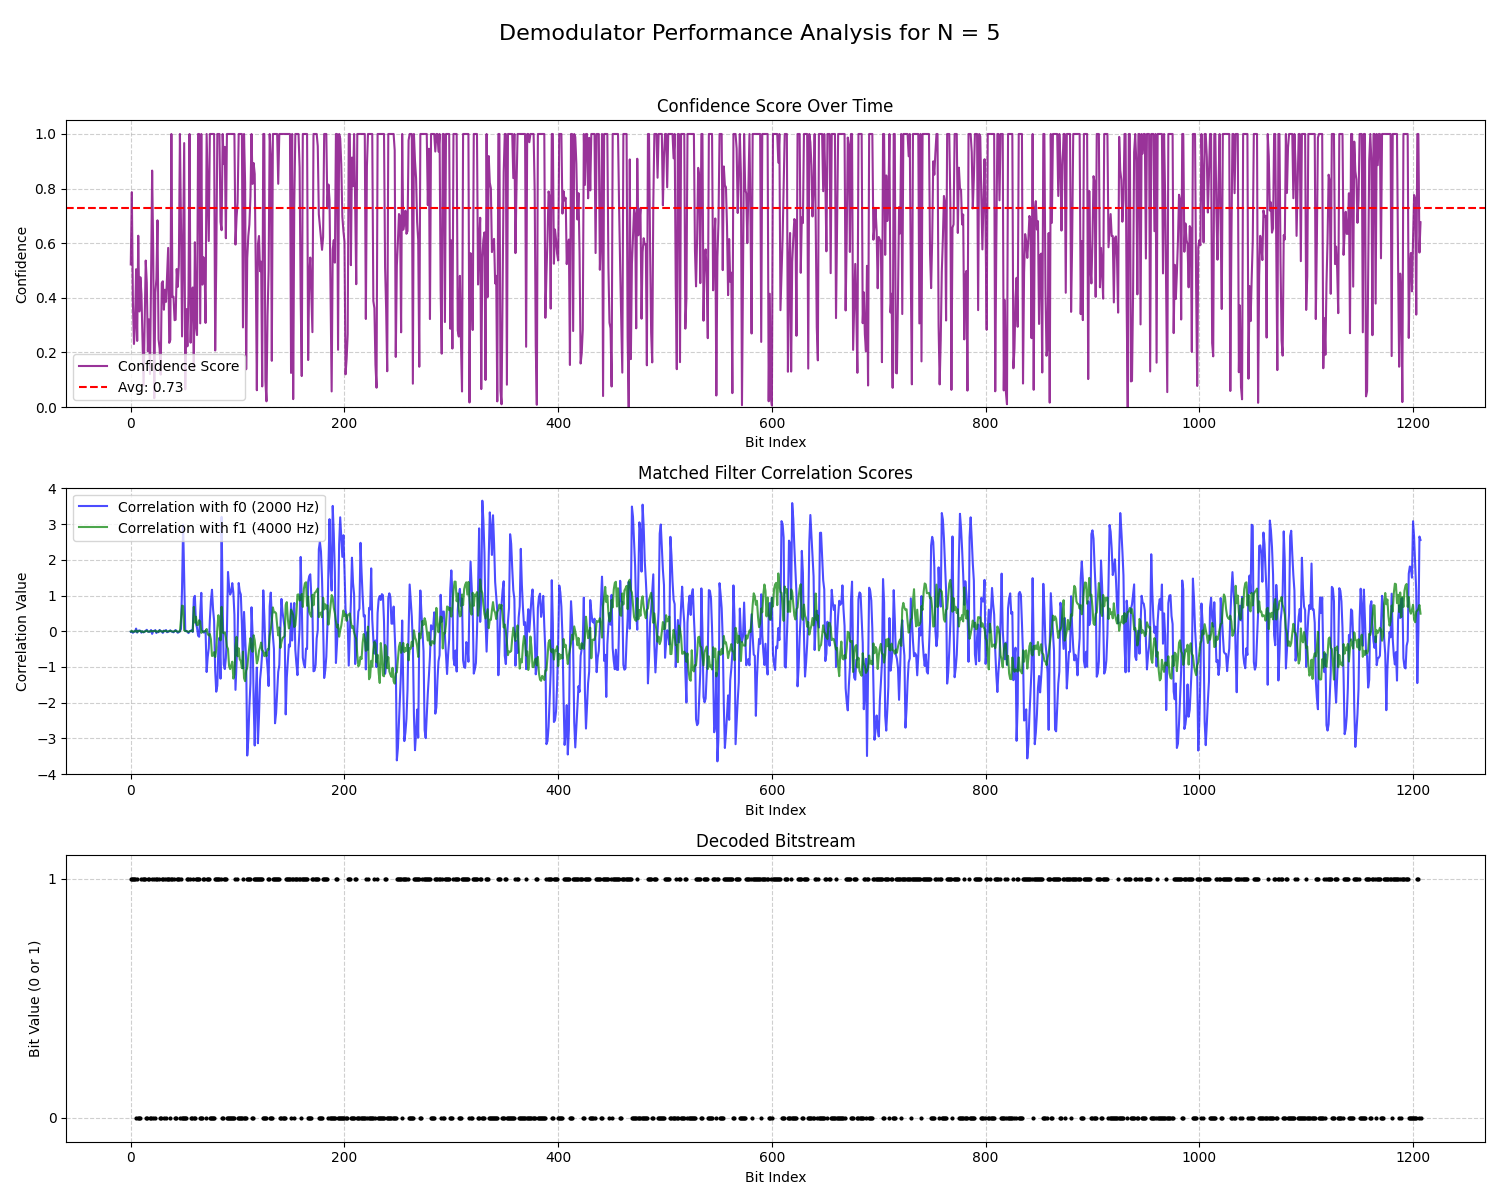 Demodulator Performance Analysis for N = 5
Confidence Score Over Time
Confidence
1.0
0.8
0.6
0.4
0.2
0.0
Confidence Score
Avg: 0.73
0 200 400 600 800 1000 1200
Bit Index
Matched Filter Correlation Scores
Correlation Value
4
3
2
1
0
−1
−2
−3
−4
Correlation with f0 (2000 Hz)
Correlation with f1 (4000 Hz)
0 200 400 600 800 1000 1200
Bit Index
Decoded Bitstream
Bit Value (0 or 1)
1
0
0 200 400 600 800 1000 1200
Bit Index